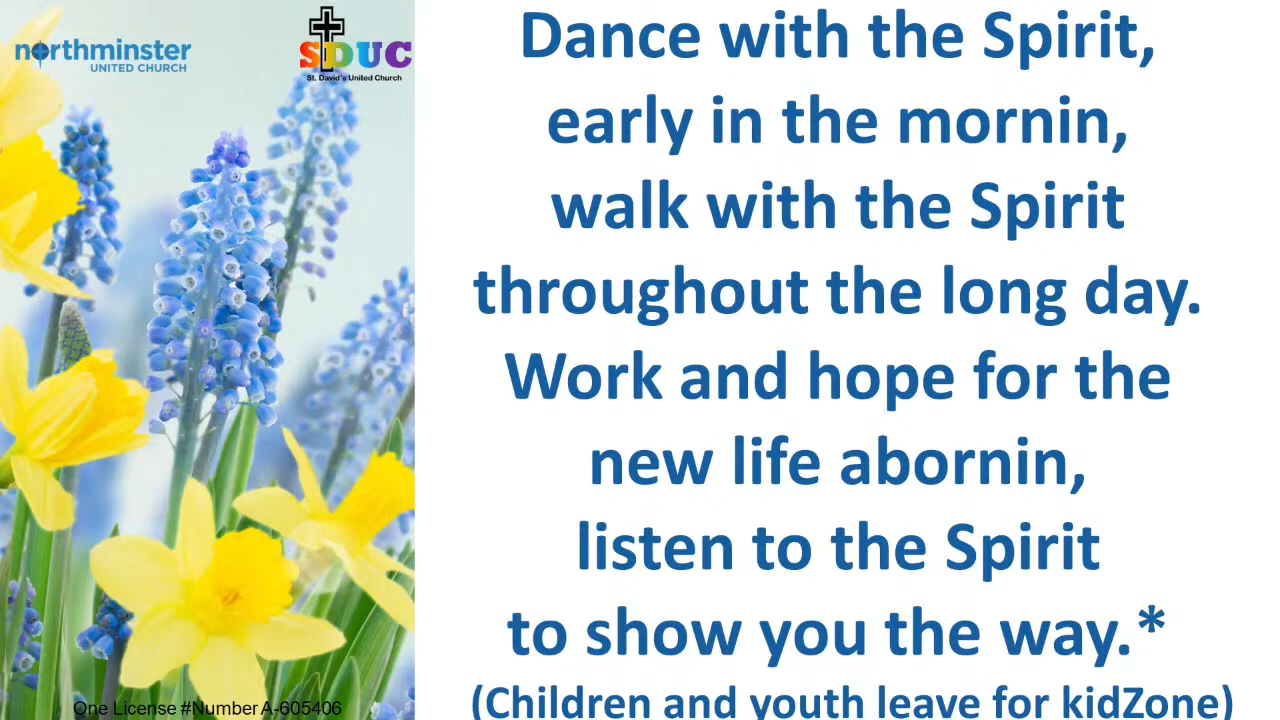 northminster
UNITED CHURCH
SDUC
St. David's United Church
Dance with the Spirit,
early in the mornin,
walk with the Spirit
throughout the long day.
Work and hope for the
new life abornin,
listen to the Spirit
to show you the way.*
(Children and youth leave for kidZone)
One License #Number A-605406